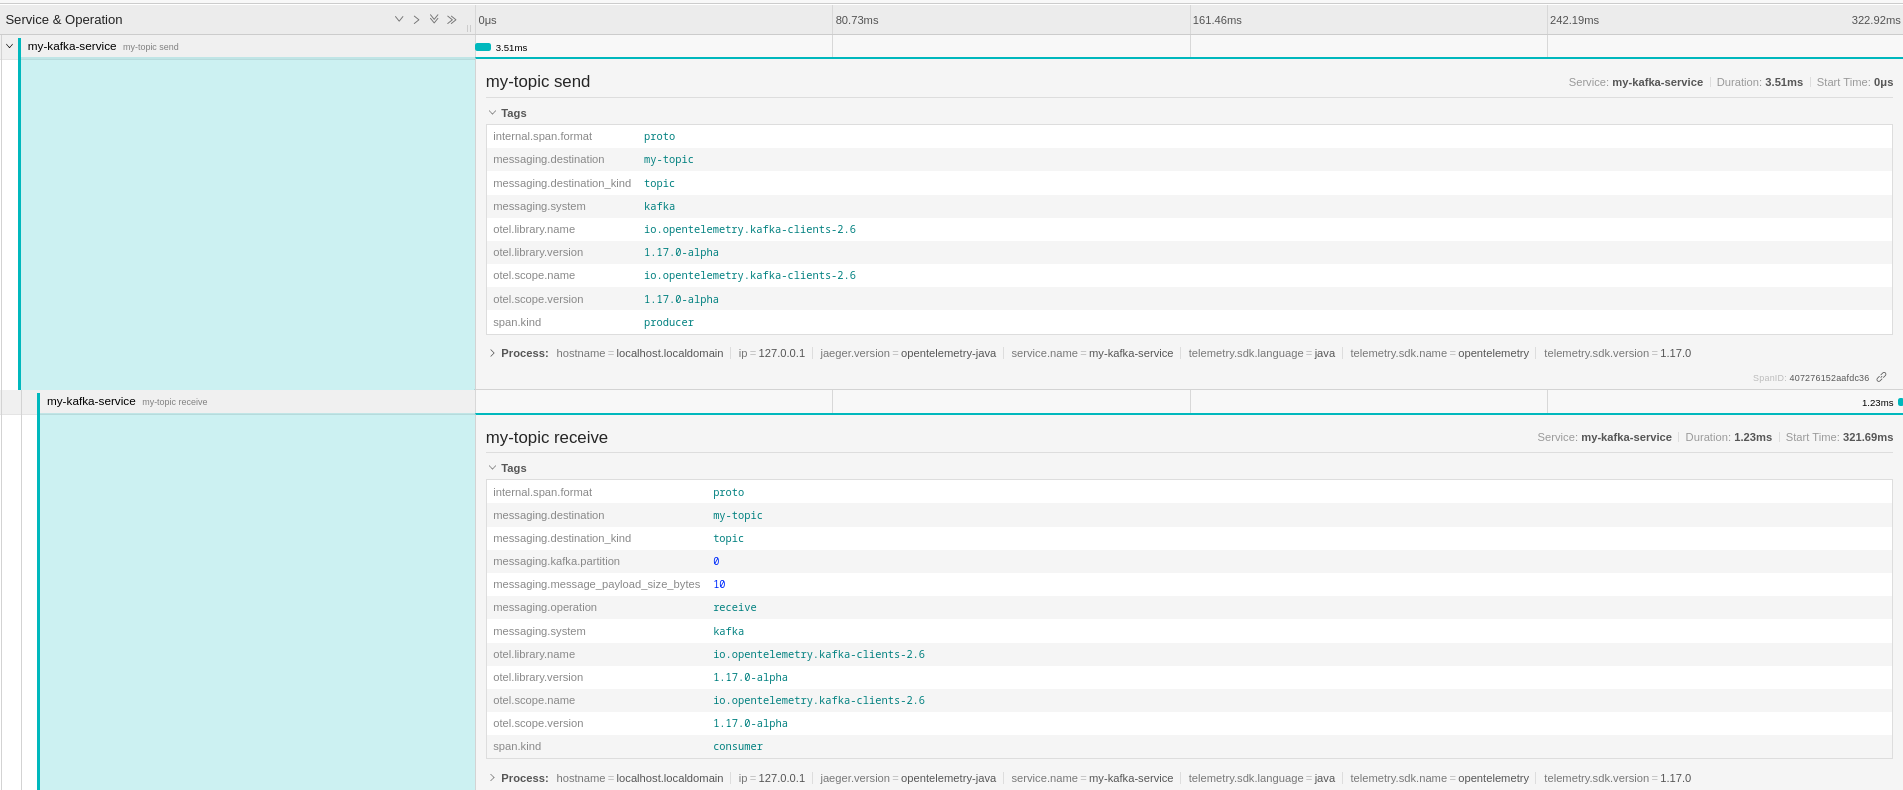 Service & Operation 0μs 80.73ms 161.46ms 242.19ms 322.92ms
my-kafka-service my-topic send 3.51ms
my-topic send Service: my-kafka-service Duration: 3.51ms Start Time: 0μs
Tags
internal.span.format proto
messaging.destination my-topic
messaging.destination_kind topic
messaging.system kafka
otel.library.name io.opentelemetry.kafka-clients-2.6
otel.library.version 1.17.0-alpha
otel.scope.name io.opentelemetry.kafka-clients-2.6
otel.scope.version 1.17.0-alpha
span.kind producer
Process: hostname = localhost.localdomain ip = 127.0.0.1 jaeger.version = opentelemetry-java service.name = my-kafka-service telemetry.sdk.language = java telemetry.sdk.name = opentelemetry telemetry.sdk.version = 1.17.0
SpanID: 407276152aafdc36
my-kafka-service my-topic receive 1.23ms
my-topic receive Service: my-kafka-service Duration: 1.23ms Start Time: 321.69ms
Tags
internal.span.format proto
messaging.destination my-topic
messaging.destination_kind topic
messaging.kafka.partition 0
messaging.message_payload_size_bytes 10
messaging.operation receive
messaging.system kafka
otel.library.name io.opentelemetry.kafka-clients-2.6
otel.library.version 1.17.0-alpha
otel.scope.name io.opentelemetry.kafka-clients-2.6
otel.scope.version 1.17.0-alpha
span.kind consumer
Process: hostname = localhost.localdomain ip = 127.0.0.1 jaeger.version = opentelemetry-java service.name = my-kafka-service telemetry.sdk.language = java telemetry.sdk.name = opentelemetry telemetry.sdk.version = 1.17.0